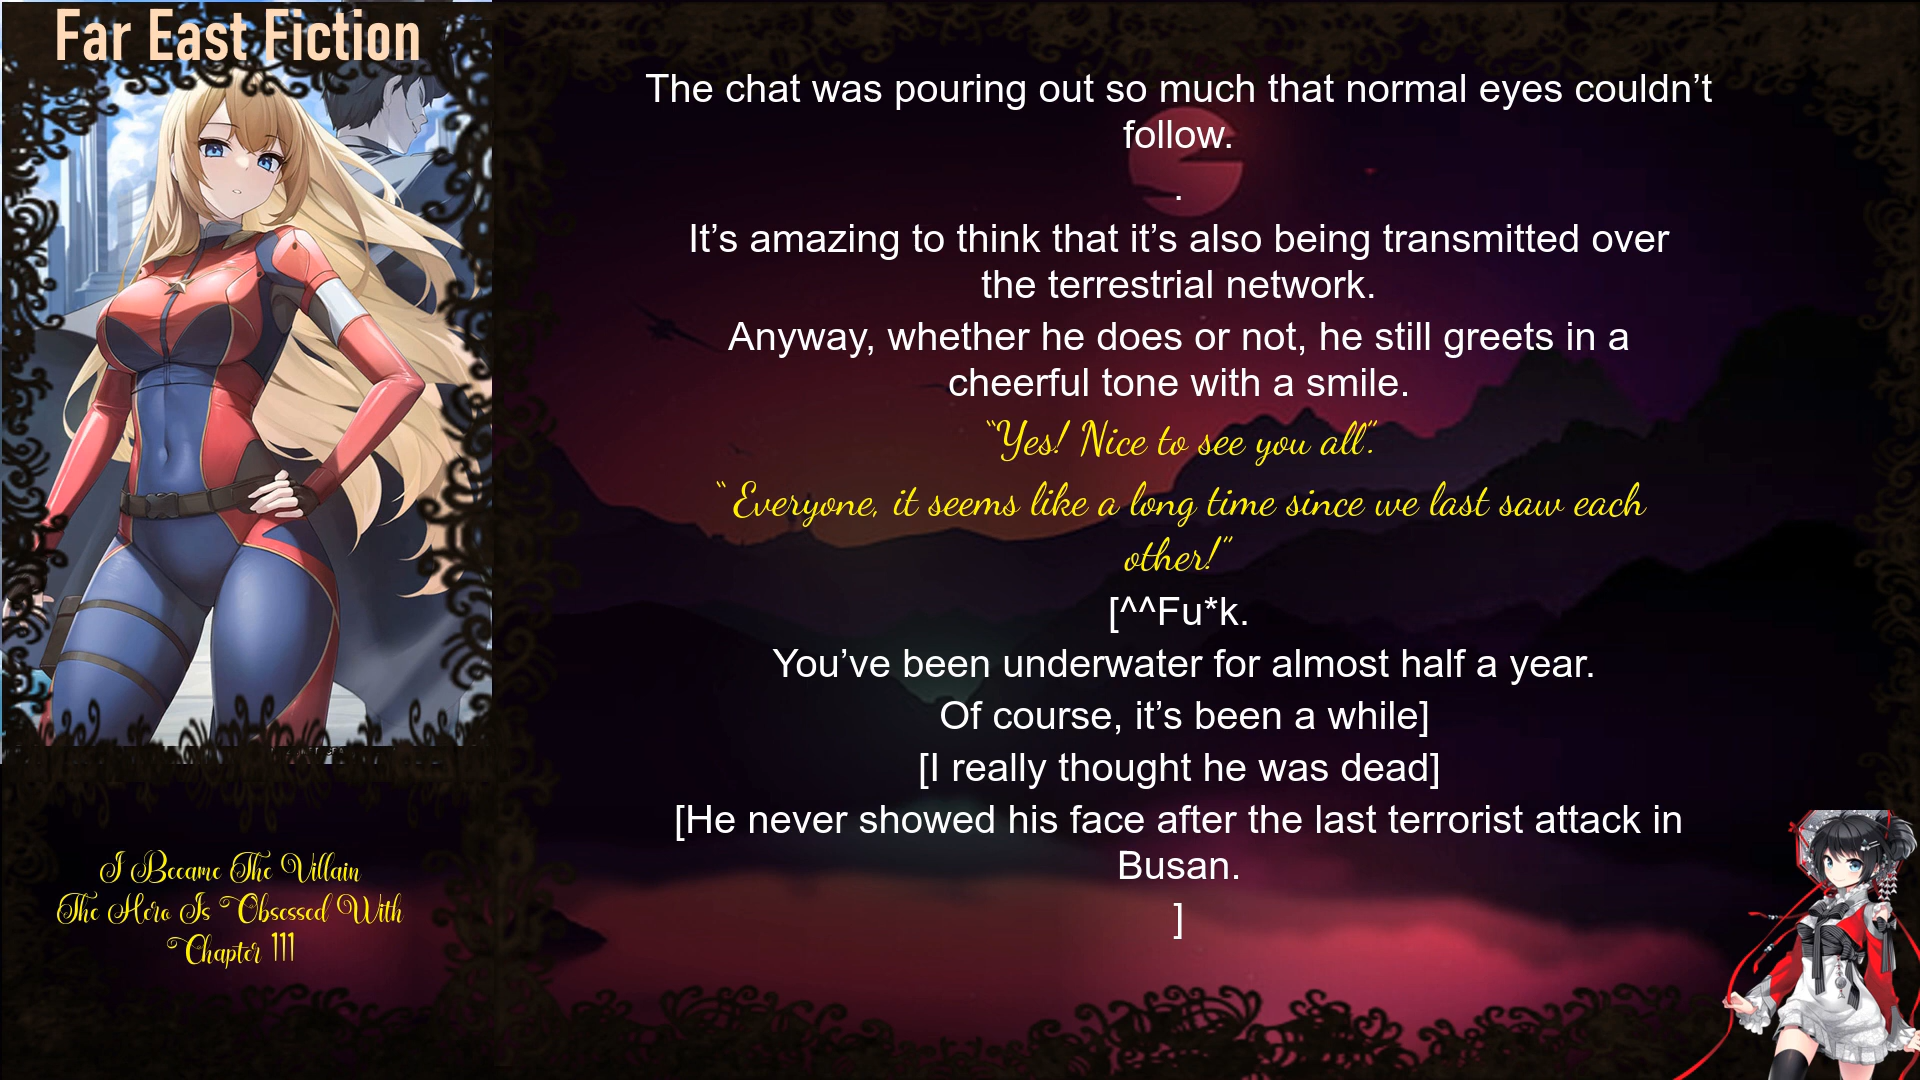 Far East Fiction
The chat was pouring out so much that normal eyes couldn’t
follow.
.
It’s amazing to think that it’s also being transmitted over
the terrestrial network.
Anyway, whether he does or not, he still greets in a
cheerful tone with a smile.
“Yes! Nice to see you all”.
“ Everyone, it seems like a long time since we last saw each
other!”
[^^Fu*k.
You’ve been underwater for almost half a year.
Of course, it’s been a while]
[I really thought he was dead]
[He never showed his face after the last terrorist attack in
Busan.
]
I Became The Villain
The Hero Is Obsessed With
Chapter 111